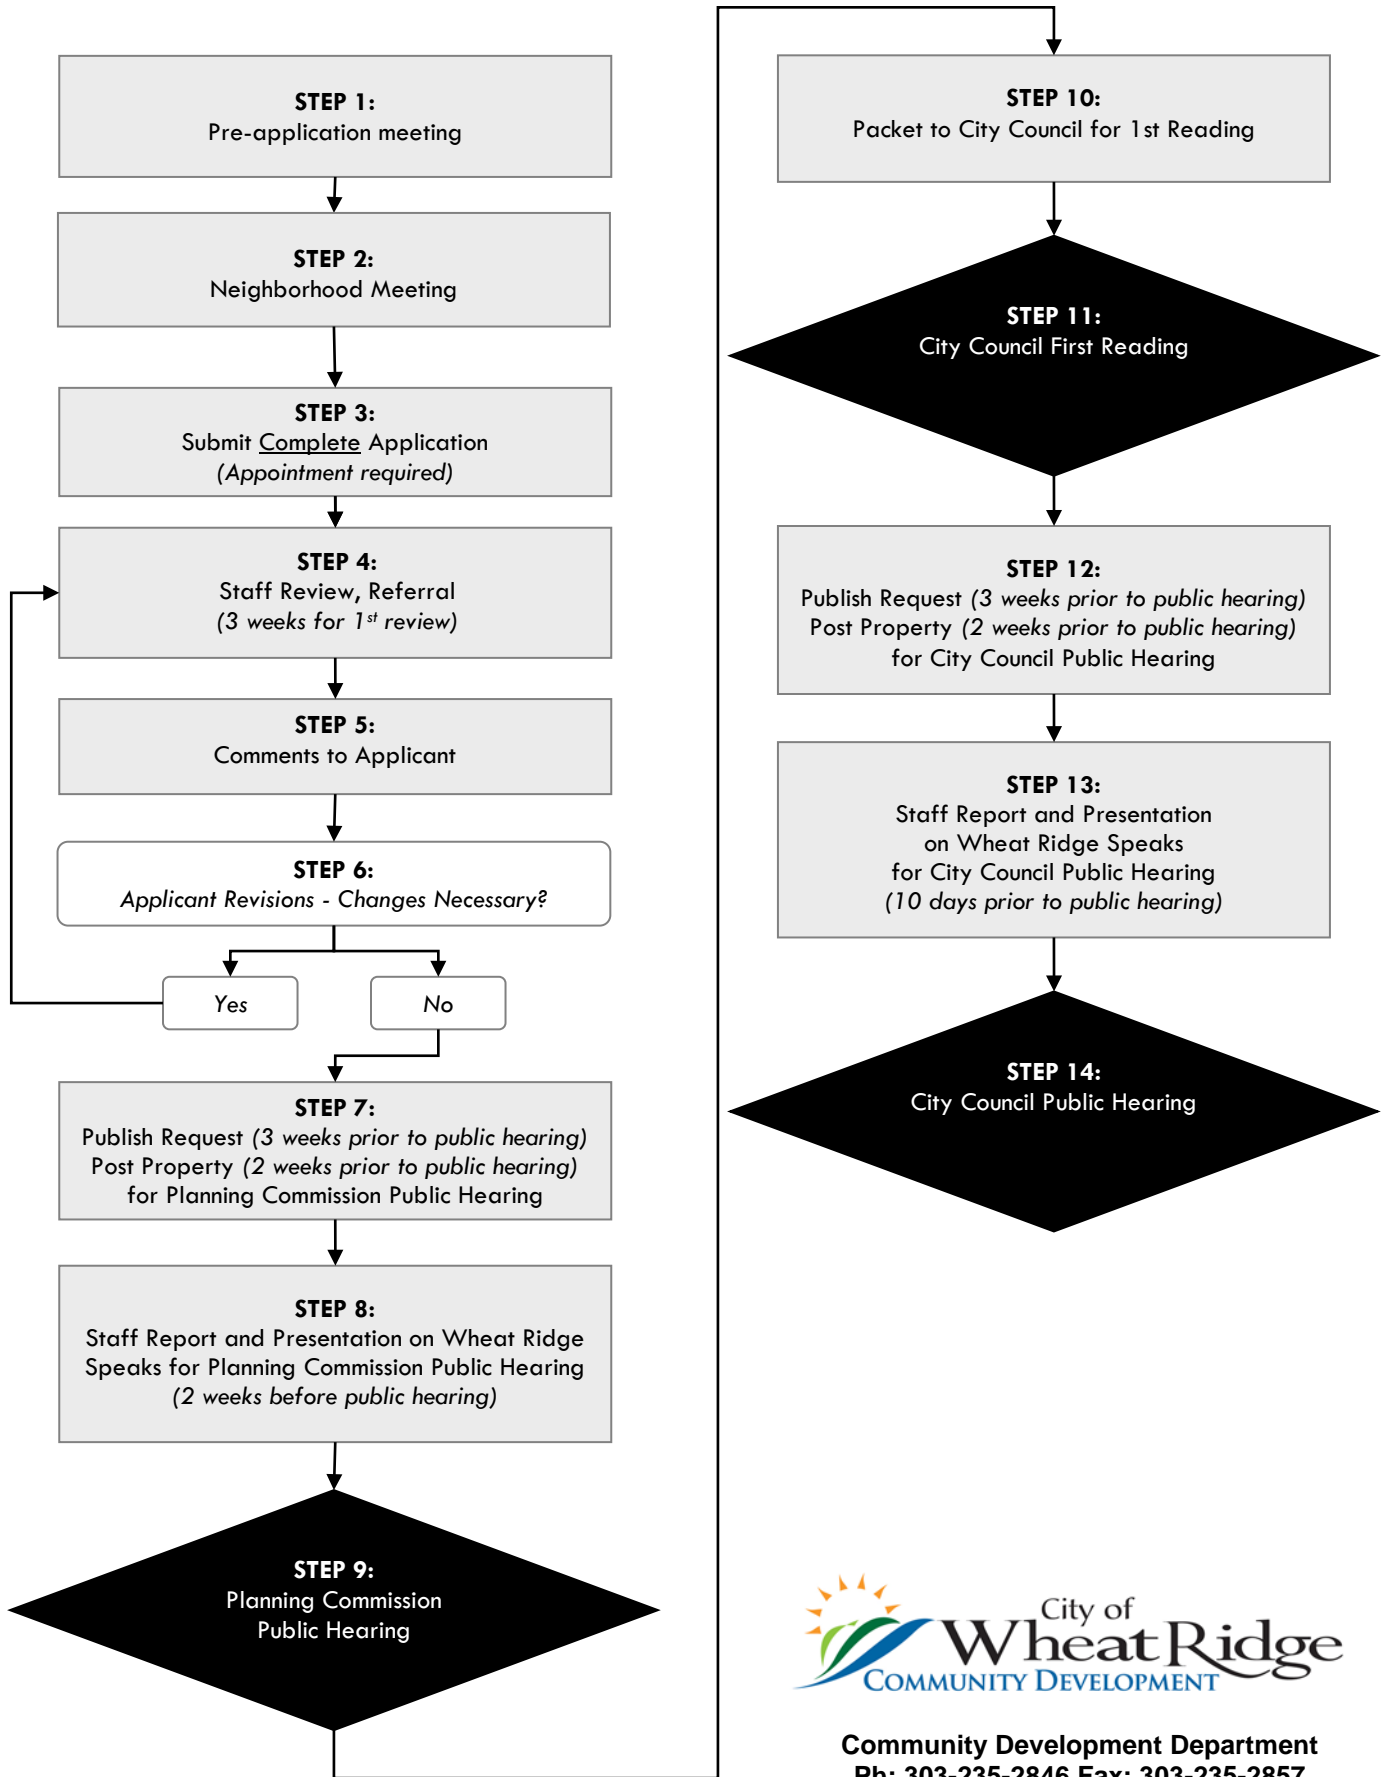 STEP 1:
Pre-application meeting
STEP 2:
Neighborhood Meeting
STEP 3:
Submit Complete Application
(Appointment required)
STEP 4:
Staff Review, Referral
(3 weeks for 1st review)
STEP 5:
Comments to Applicant
STEP 6:
Applicant Revisions - Changes Necessary?
Yes
No
STEP 7:
Publish Request (3 weeks prior to public hearing)
Post Property (2 weeks prior to public hearing)
for Planning Commission Public Hearing
STEP 8:
Staff Report and Presentation on Wheat Ridge
Speaks for Planning Commission Public Hearing
(2 weeks before public hearing)
STEP 9:
Planning Commission
Public Hearing
STEP 10:
Packet to City Council for 1st Reading
STEP 11:
City Council First Reading
STEP 12:
Publish Request (3 weeks prior to public hearing)
Post Property (2 weeks prior to public hearing)
for City Council Public Hearing
STEP 13:
Staff Report and Presentation
on Wheat Ridge Speaks
for City Council Public Hearing
(10 days prior to public hearing)
STEP 14:
City Council Public Hearing
City of
Wheat Ridge
COMMUNITY DEVELOPMENT
Community Development Department
Ph: 303-235-2846 Fax: 303-235-2857